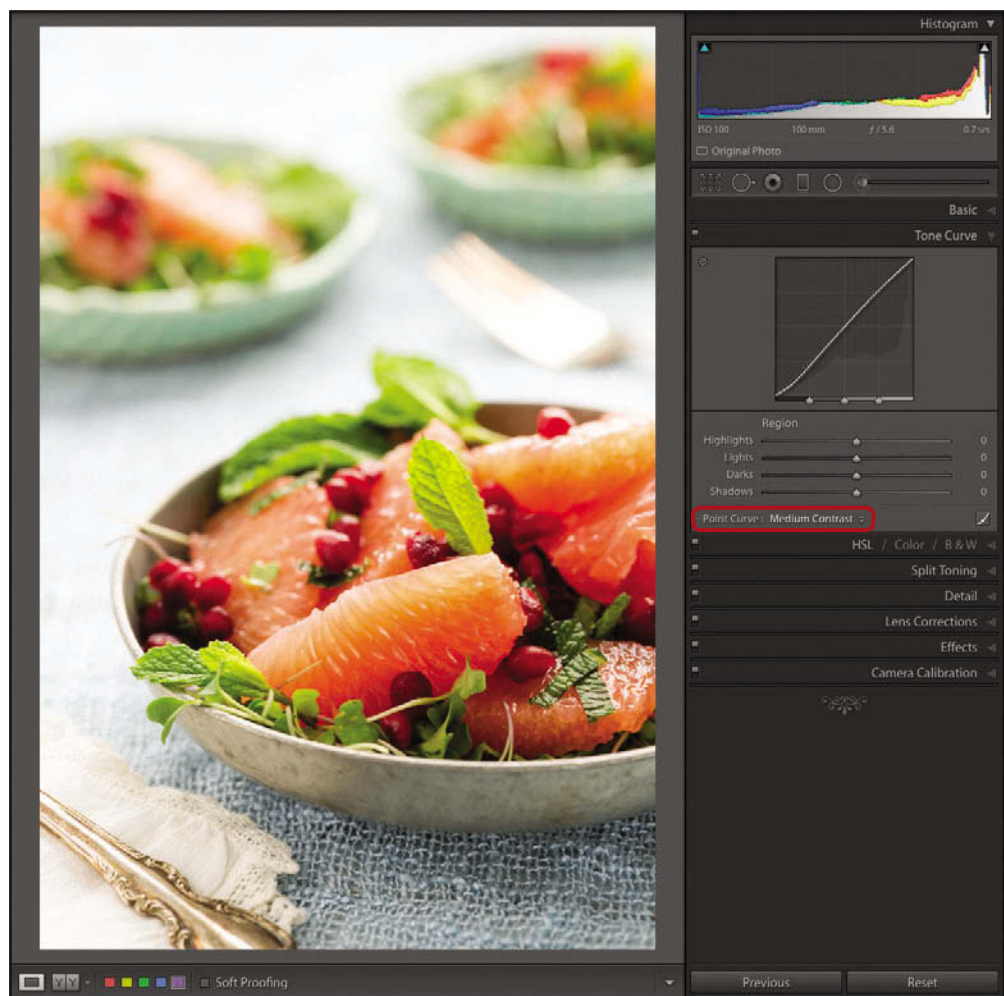 Histogram
ISO 100 100 mm ƒ / 5.6 0.7 sec
Original Photo
Basic
Tone Curve
Region
Highlights 0
Lights 0
Darks 0
Shadows 0
Point Curve : Medium Contrast
HSL / Color / B & W
Split Toning
Detail
Lens Corrections
Effects
Camera Calibration
Y Y Soft Proofing
Previous Reset